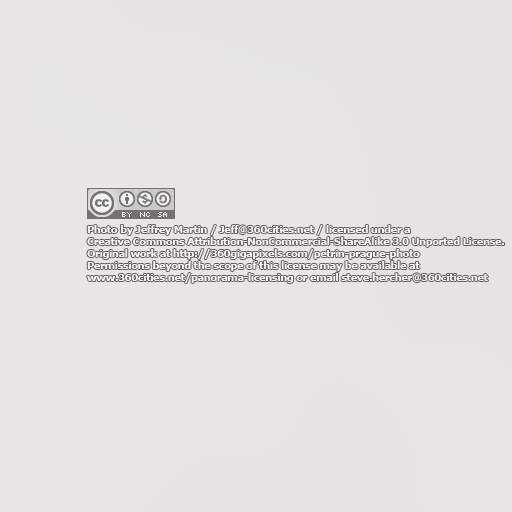 cc BY NC SA
Photo by Jeffrey Martin / Jeff@360cities.net / licensed under a
Creative Commons Attribution-NonCommercial-ShareAlike 3.0 Unported License.
Original work at http://360gigapixels.com/petrin-prague-photo
Permissions beyond the scope of this license may be available at
www.360cities.net/panorama-licensing or email steve.hercher@360cities.net